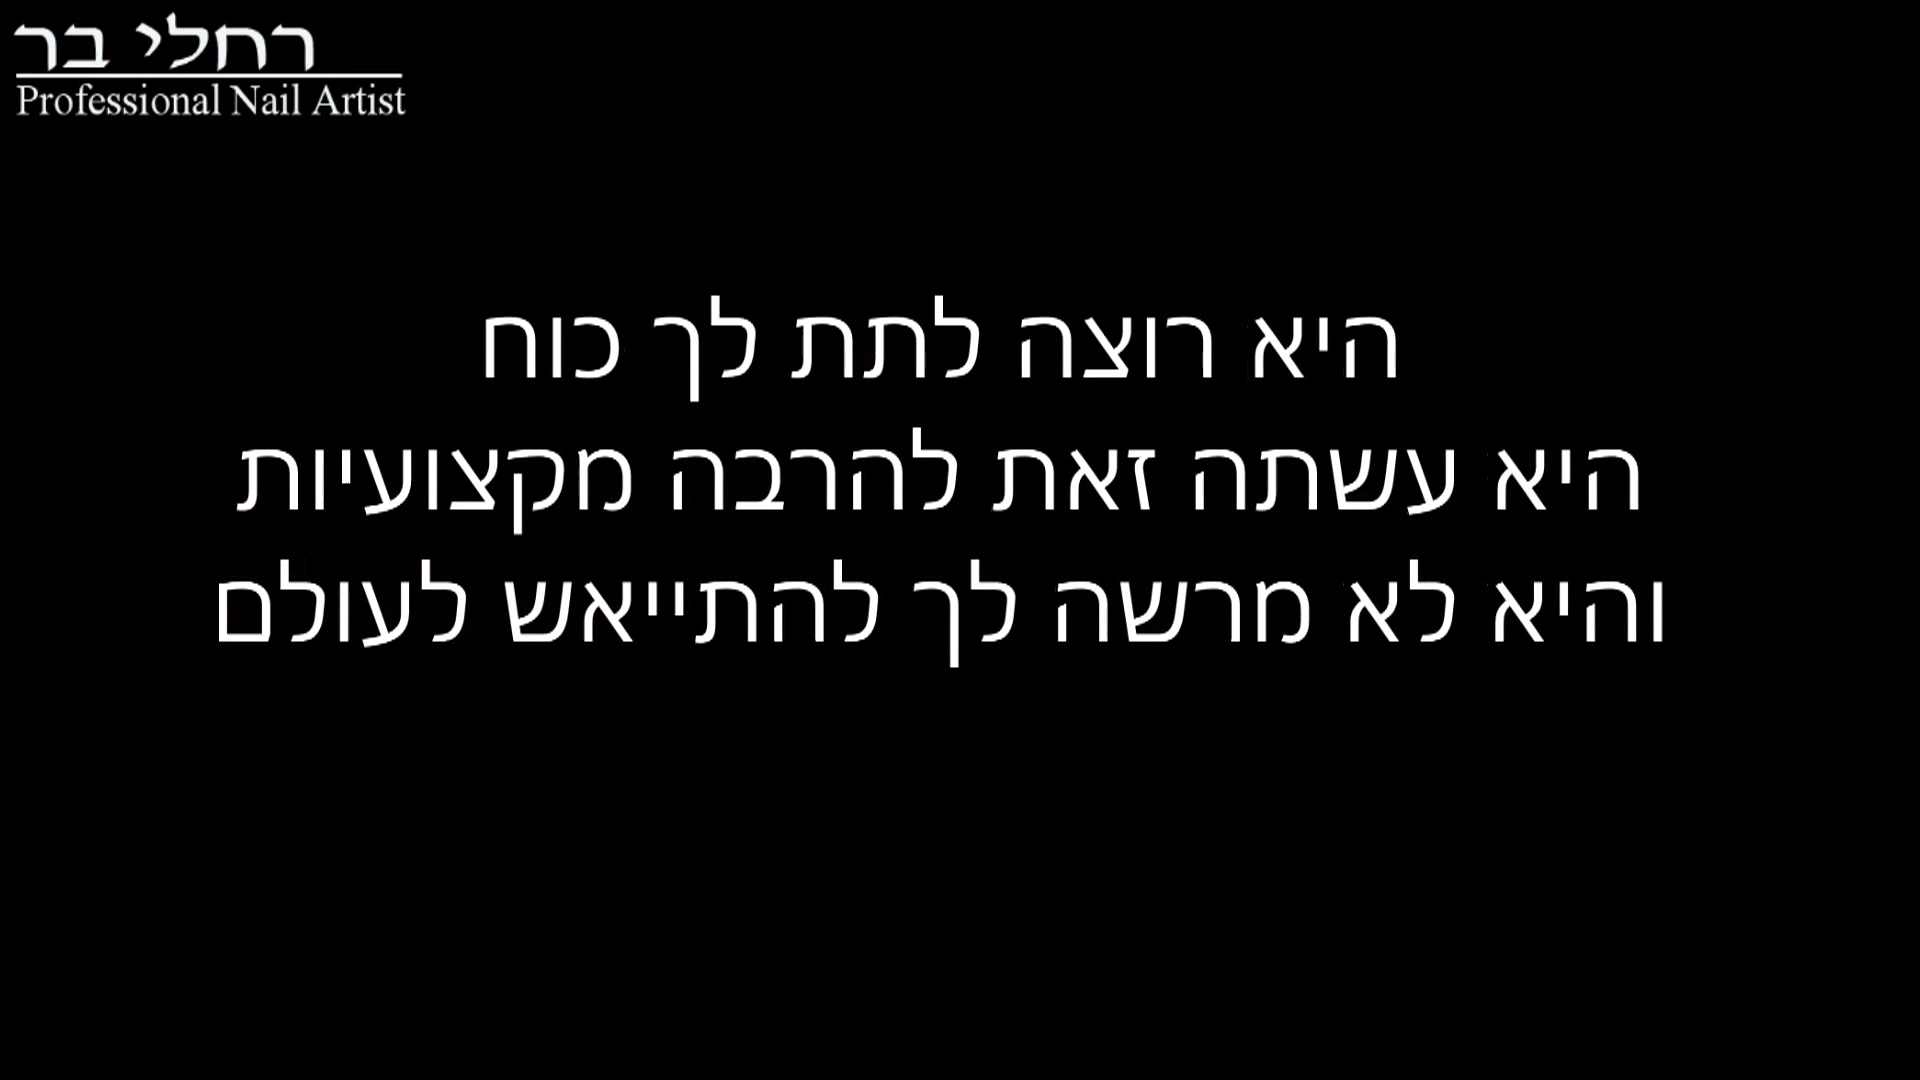 רחלי בר
Professional Nail Artist
היא רוצה לתת לך כוח
היא עשתה זאת להרבה מקצועיות
והיא לא מרשה לך להתייאש לעולם